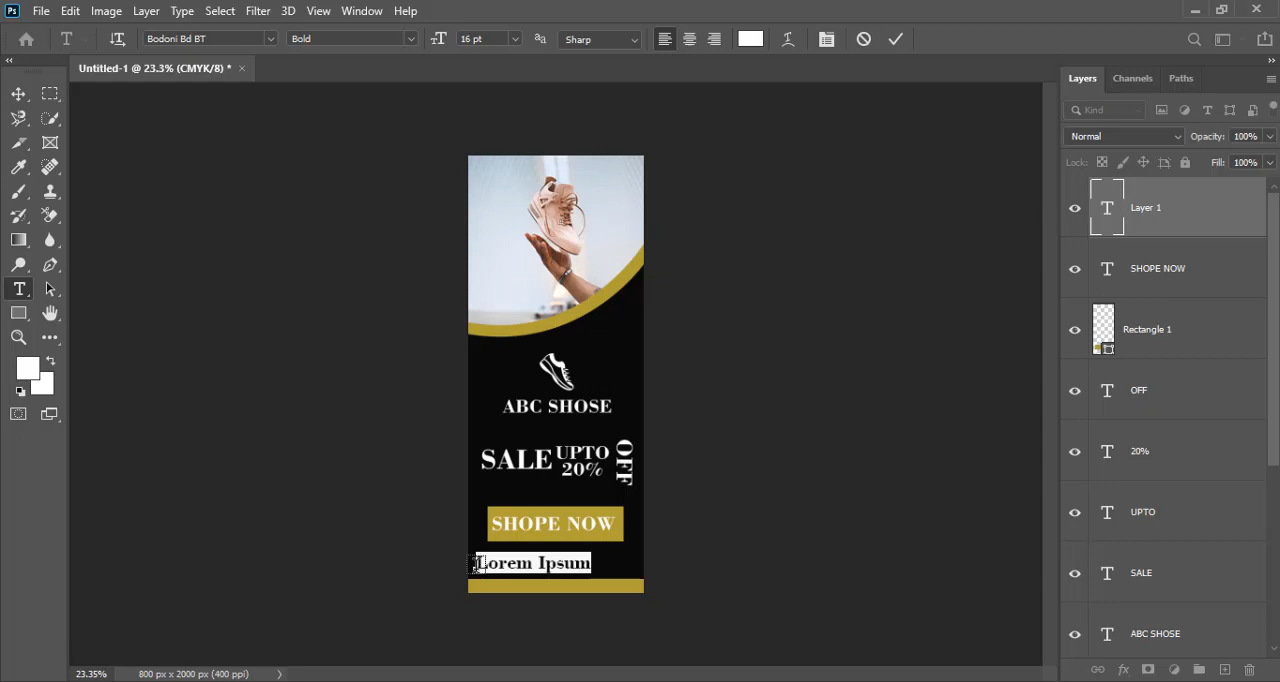 File Edit Image Layer Type Select Filter 3D View Window Help
Bodoni Bd BT Bold 16 pt Sharp
Untitled-1 @ 23.3% (CMYK/8) *
Layers Channels Paths
Kind
Normal Opacity: 100%
Lock: Fill: 100%
Layer 1
SHOPE NOW
Rectangle 1
OFF
20%
UPTO
SALE
ABC SHOSE
ABC SHOSE
SALE UPTO 20% OFF
SHOPE NOW
Lorem Ipsum
23.35% 800 px x 2000 px (400 ppi)